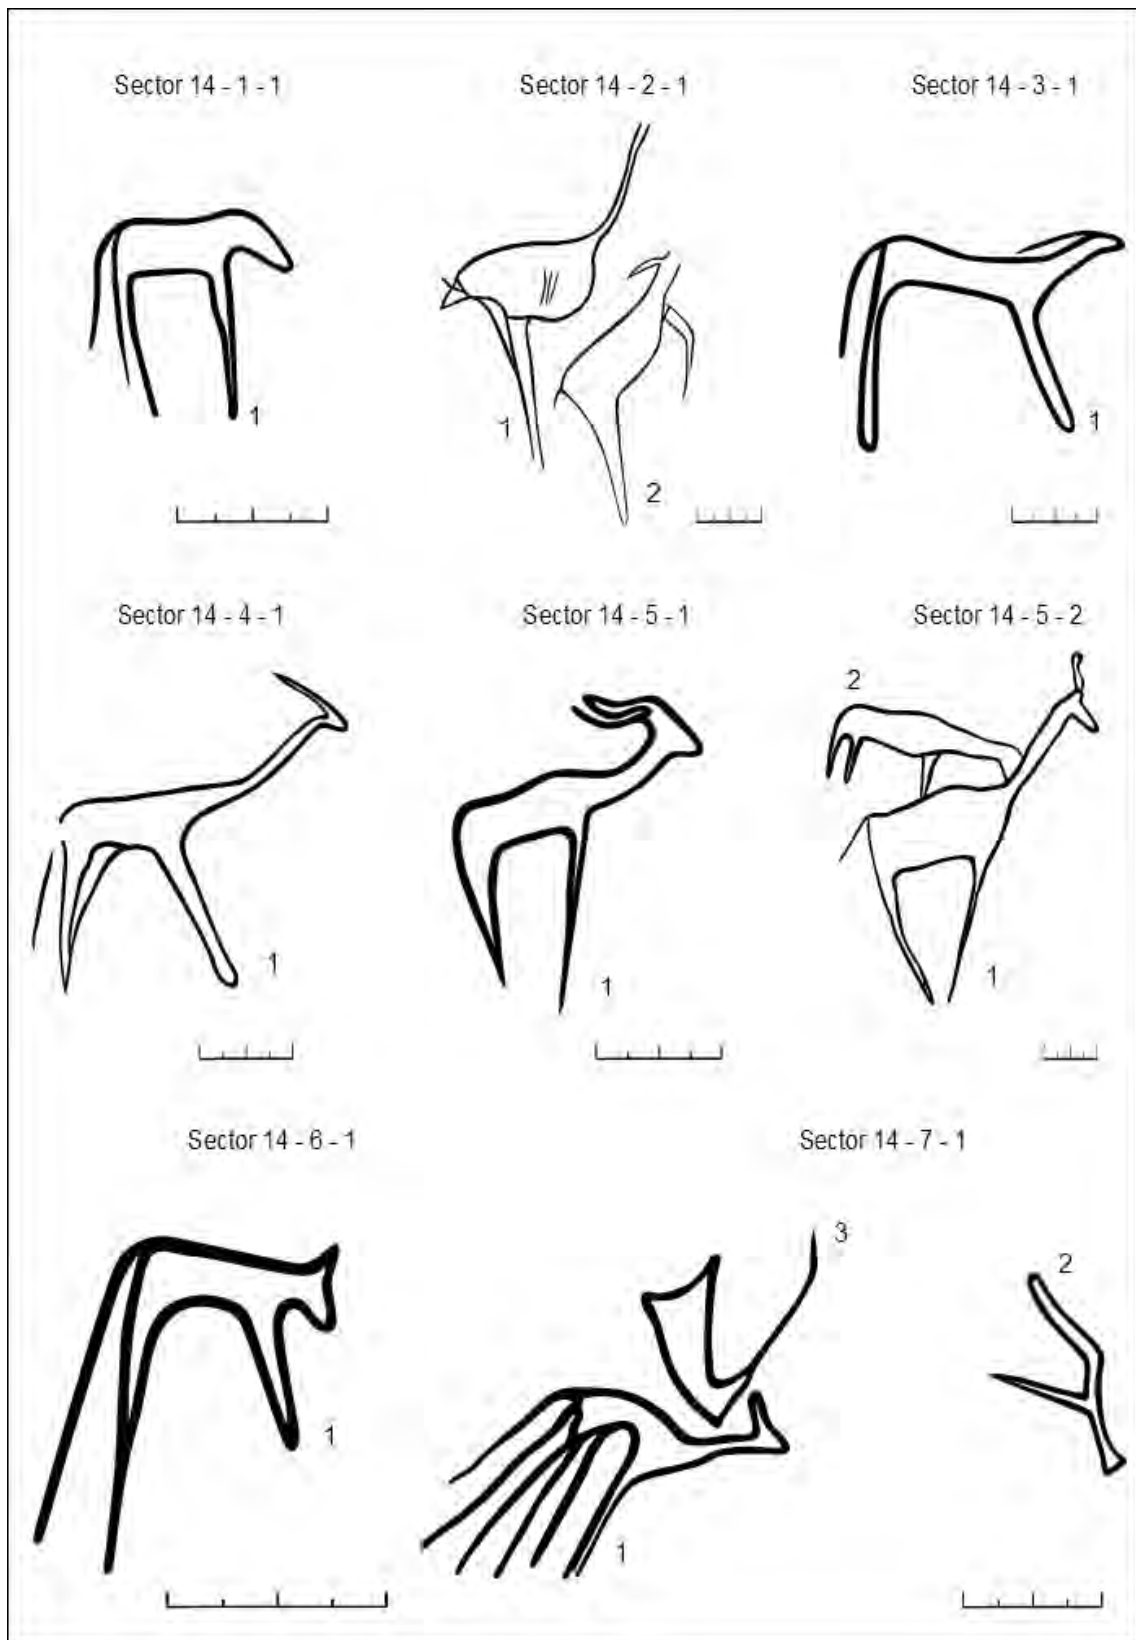 Sector 14 - 1 - 1
Sector 14 - 2 - 1
Sector 14 - 3 - 1
1
1
2
1
Sector 14 - 4 - 1
Sector 14 - 5 - 1
Sector 14 - 5 - 2
2
1
1
1
Sector 14 - 6 - 1
Sector 14 - 7 - 1
3
2
1
1